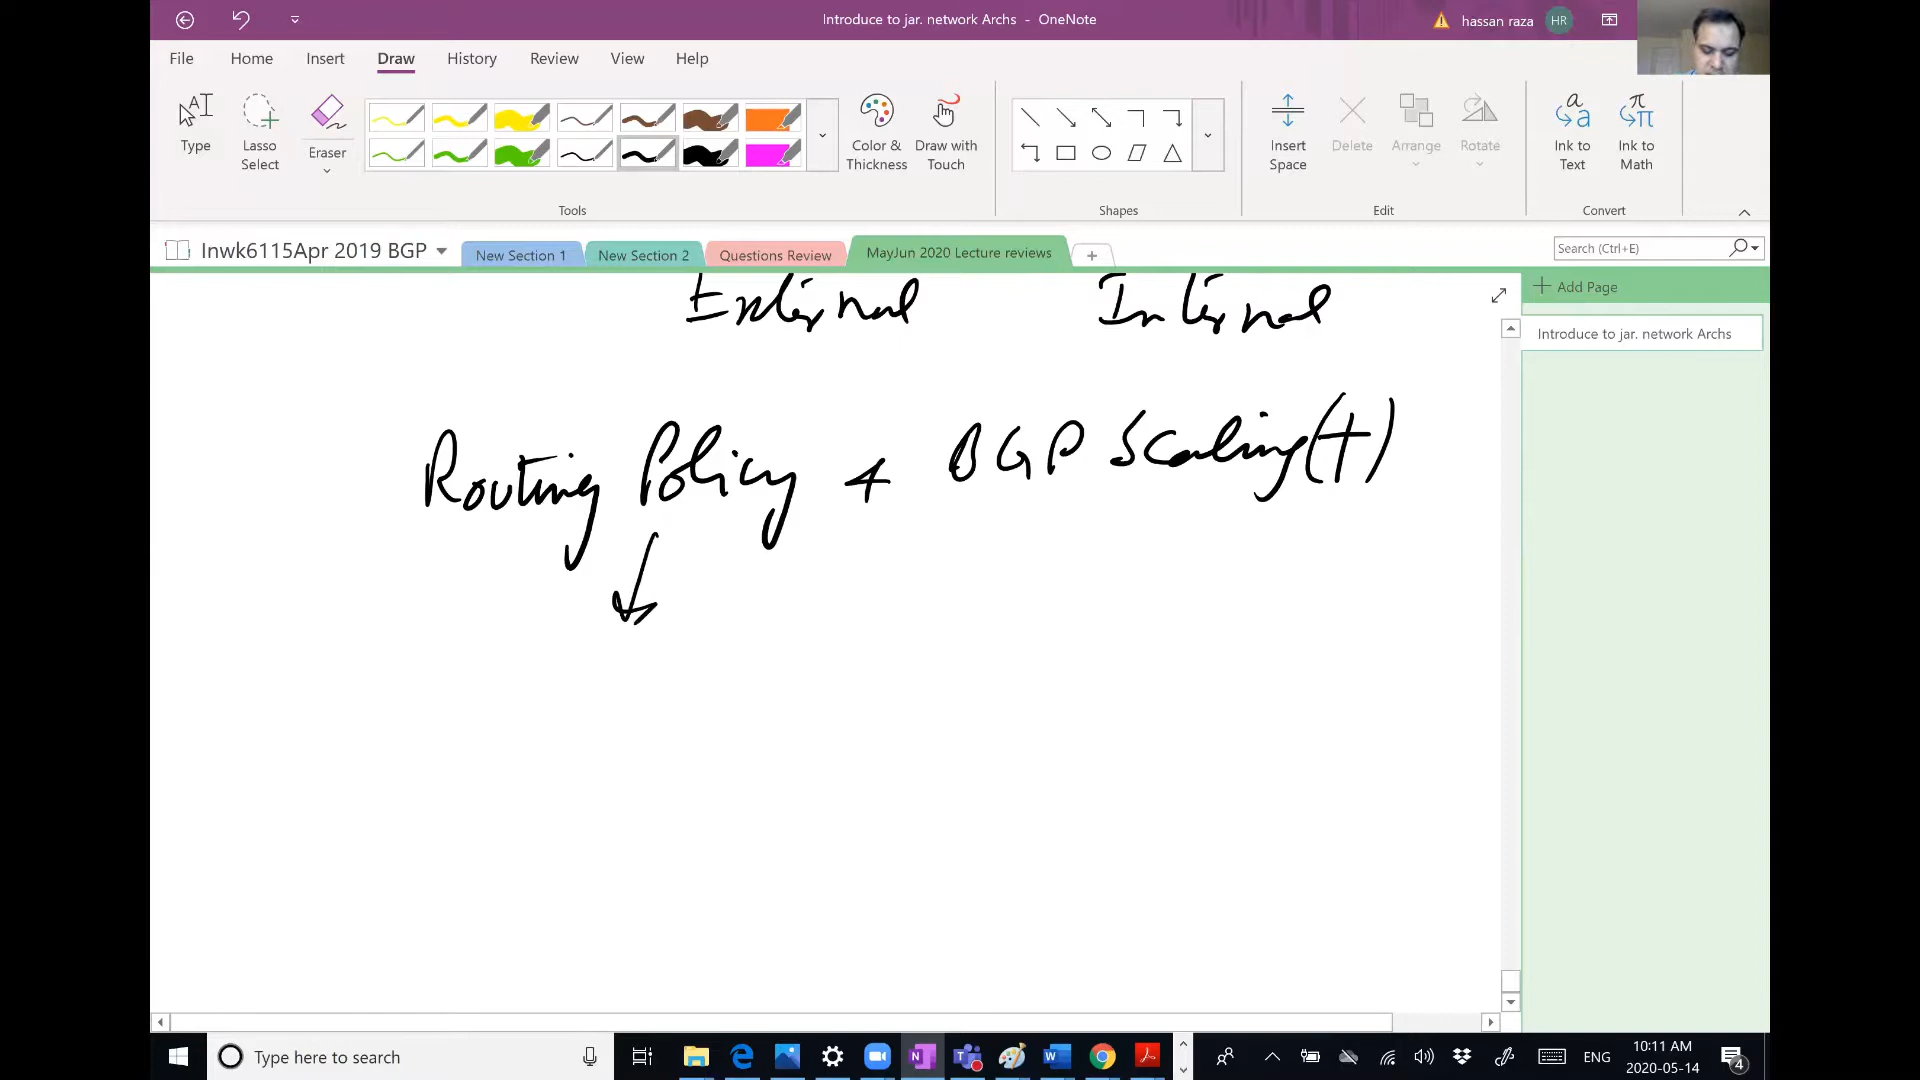 Introduce to jar. network Archs - OneNote
hassan raza HR
File Home Insert Draw History Review View Help
Type
Lasso Select
Eraser
Color & Thickness
Draw with Touch
Insert Space
Delete
Arrange
Rotate
Ink to Text
Ink to Math
Tools
Shapes
Edit
Convert
Inwk6115Apr 2019 BGP
New Section 1
New Section 2
Questions Review
MayJun 2020 Lecture reviews
Search (Ctrl+E)
Add Page
Introduce to jar. network Archs
External Internal
Routing Policy + BGP Scaling(+)
Type here to search
ENG
10:11 AM
2020-05-14
4